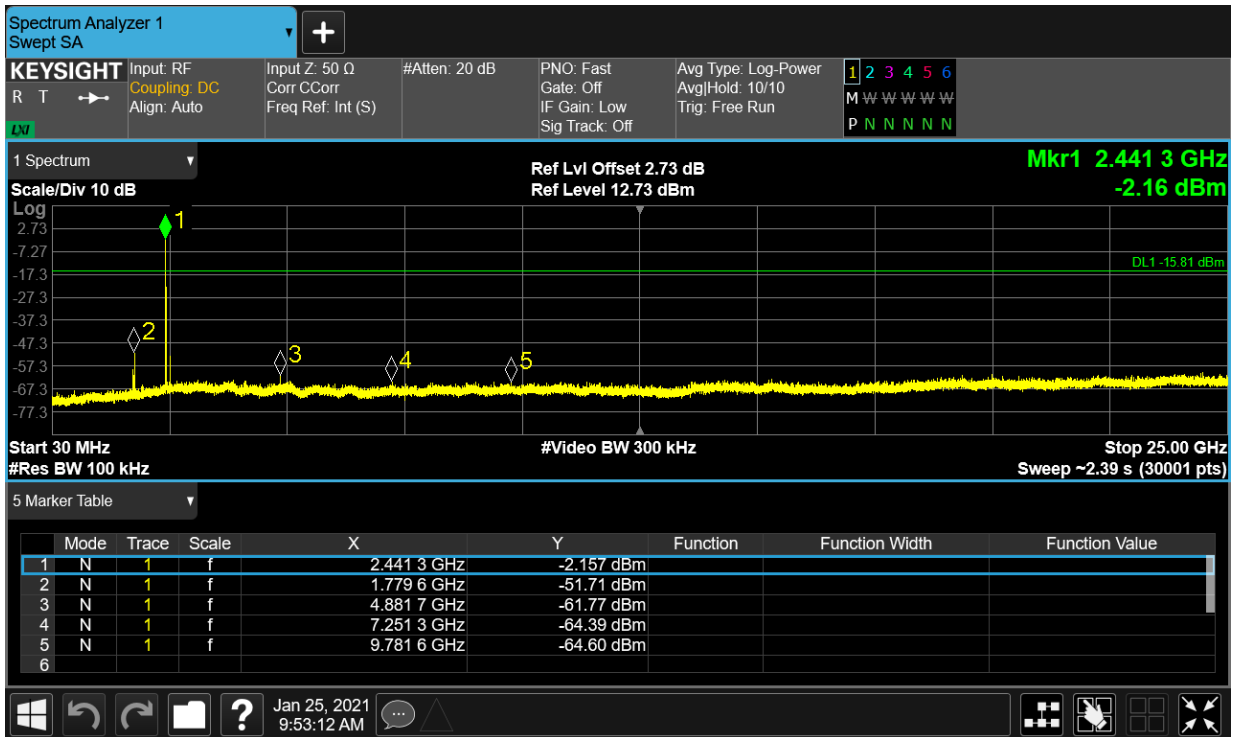 Spectrum Analyzer 1
Swept SA
KEYSIGHT
R T
LXI
Input: RF
Coupling: DC
Align: Auto
Input Z: 50 Ω
Corr CCorr
Freq Ref: Int (S)
#Atten: 20 dB
PNO: Fast
Gate: Off
IF Gain: Low
Sig Track: Off
Avg Type: Log-Power
Avg|Hold: 10/10
Trig: Free Run
1 2 3 4 5 6
M W W W W W
P N N N N N
1 Spectrum
Scale/Div 10 dB
Ref Lvl Offset 2.73 dB
Ref Level 12.73 dBm
Mkr1 2.441 3 GHz
-2.16 dBm
Log
2.73
-7.27
-17.3
-27.3
-37.3
-47.3
-57.3
-67.3
-77.3
1
DL1 -15.81 dBm
2
3
4
5
Start 30 MHz
#Res BW 100 kHz
#Video BW 300 kHz
Stop 25.00 GHz
Sweep ~2.39 s (30001 pts)
5 Marker Table
Mode Trace Scale X Y Function Function Width Function Value
1 N 1 f 2.441 3 GHz -2.157 dBm
2 N 1 f 1.779 6 GHz -51.71 dBm
3 N 1 f 4.881 7 GHz -61.77 dBm
4 N 1 f 7.251 3 GHz -64.39 dBm
5 N 1 f 9.781 6 GHz -64.60 dBm
6
?
Jan 25, 2021
9:53:12 AM